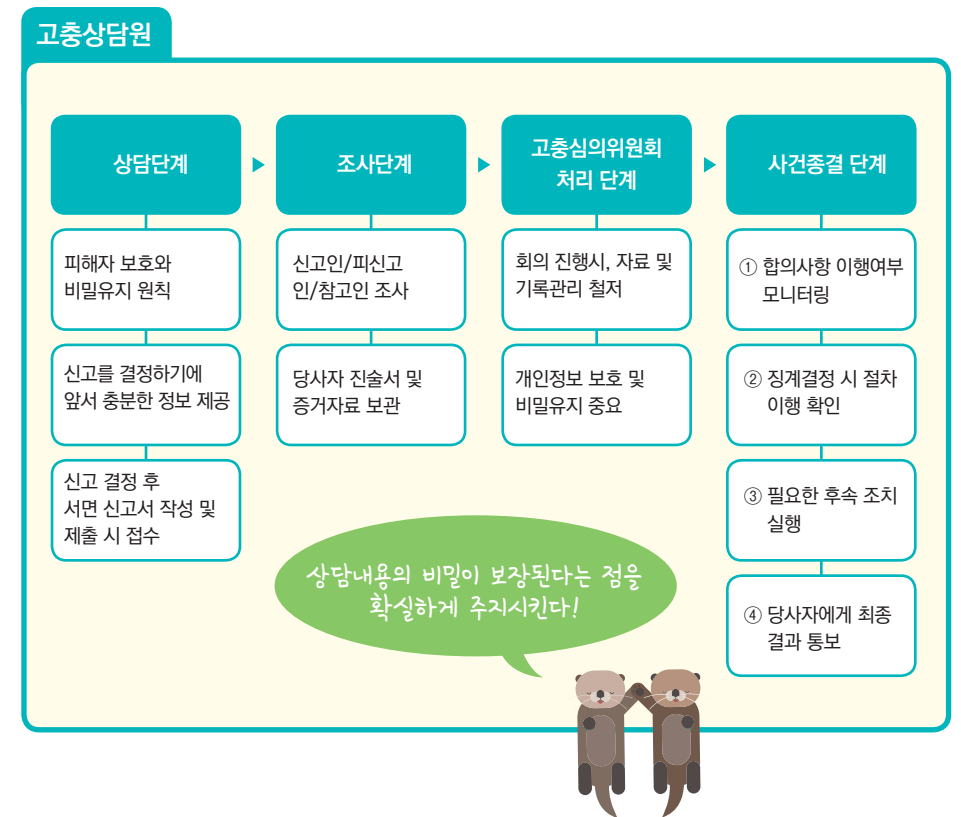 고충상담원
상담단계
피해자 보호와
비밀유지 원칙
신고를 결정하기에
앞서 충분한 정보 제공
신고 결정 후
서면 신고서 작성 및
제출 시 접수
조사단계
신고인/피신고
인/참고인 조사
당사자 진술서 및
증거자료 보관
고충심의위원회
처리 단계
회의 진행시, 자료 및
기록관리 철저
개인정보 보호 및
비밀유지 중요
사건종결 단계
① 합의사항 이행여부
모니터링
② 징계결정 시 절차
이행 확인
③ 필요한 후속 조치
실행
④ 당사자에게 최종
결과 통보
상담내용의 비밀이 보장된다는 점을
확실하게 주지시킨다!